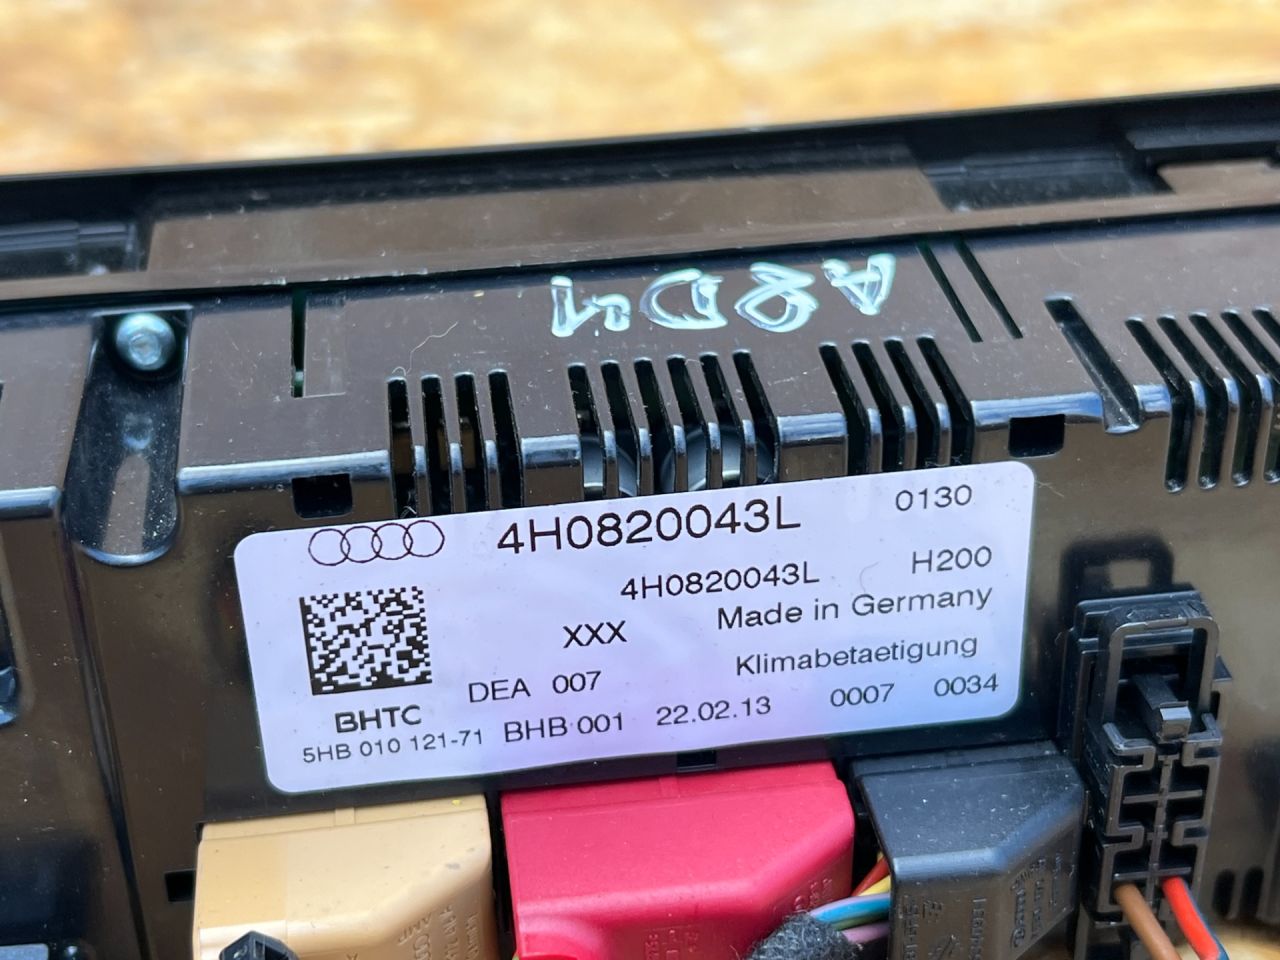 A8D4
4H0820043L 0130
4H0820043L H200
XXX Made in Germany
DEA 007 Klimabetaetigung
BHTC
5HB 010 121-71 BHB 001 22.02.13 0007 0034